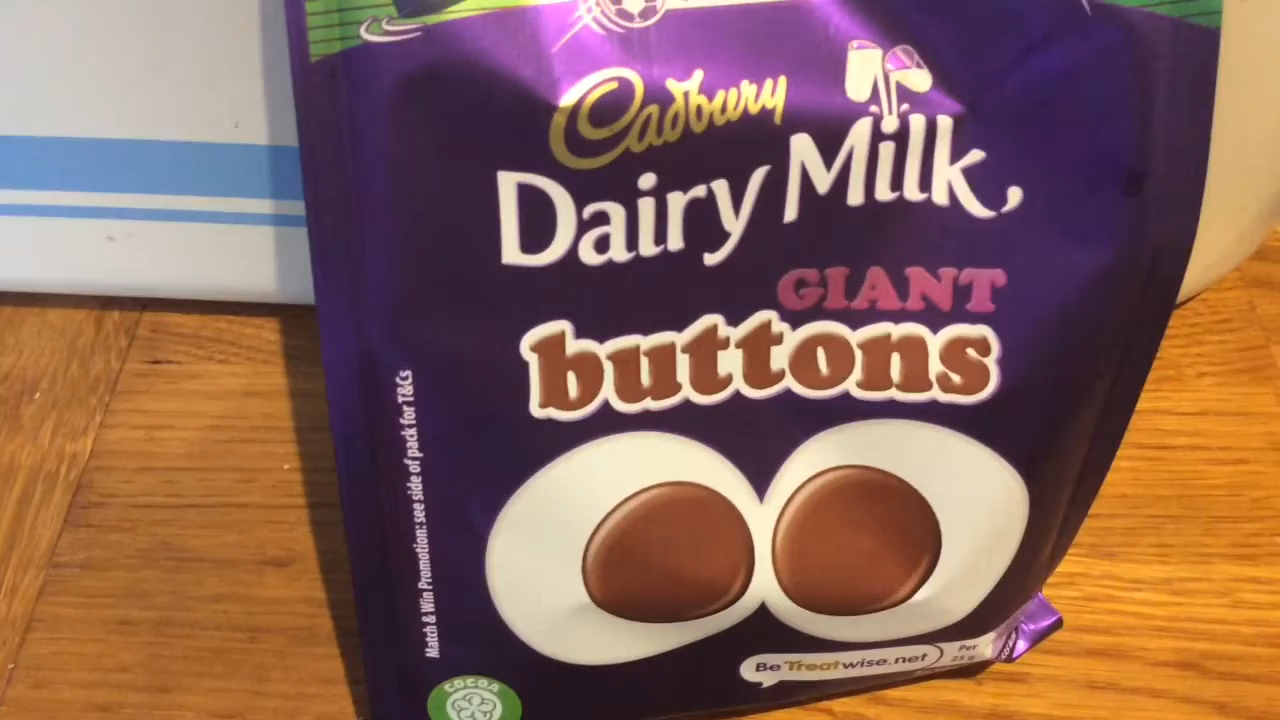 Cadbury
Dairy Milk
GIANT
buttons
Match & Win Promotion: see side of pack for T&Cs
Be Treatwise.net
Per
25 g
COCOA